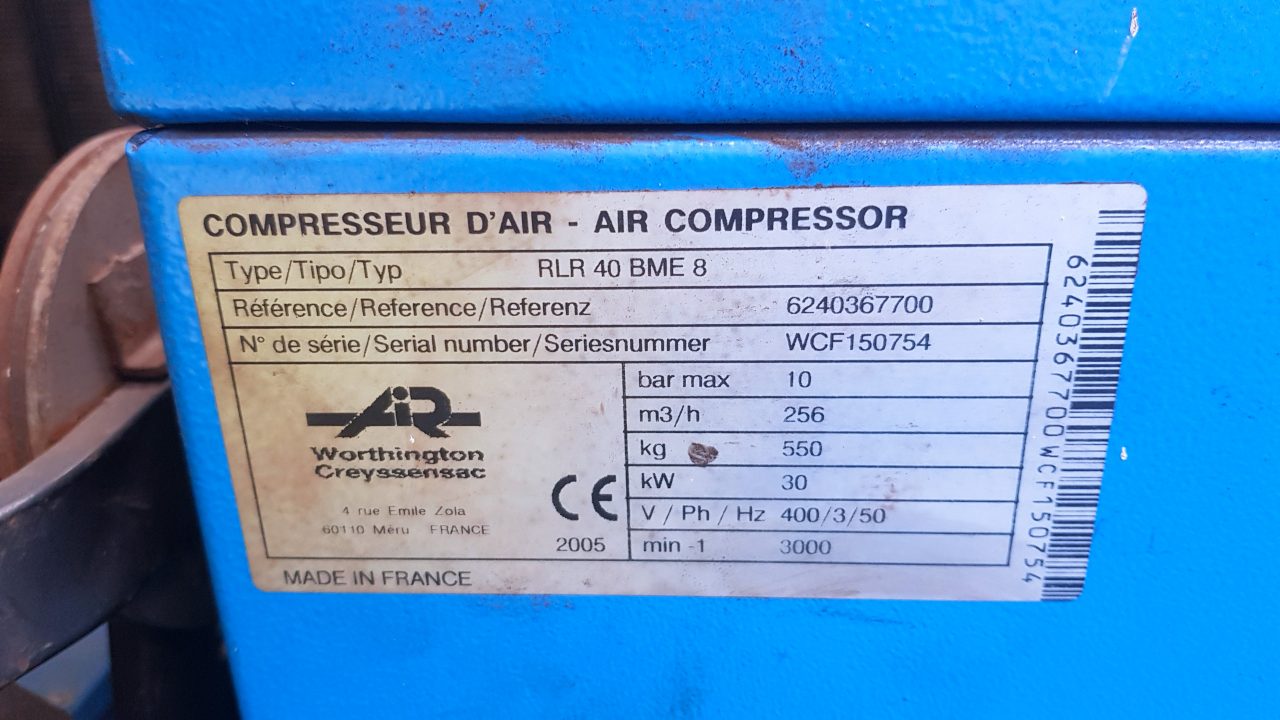 COMPRESSEUR D'AIR - AIR COMPRESSOR
Type/Tipo/Typ RLR 40 BME 8
Référence/Reference/Referenz 6240367700
N° de série/Serial number/Seriesnummer WCF150754
AiR
Worthington
Creyssensac
4 rue Emile Zola
60110 Méru FRANCE
CE
2005
bar max 10
m3/h 256
kg 550
kW 30
V / Ph / Hz 400/3/50
min -1 3000
MADE IN FRANCE
6240367700WCF150754